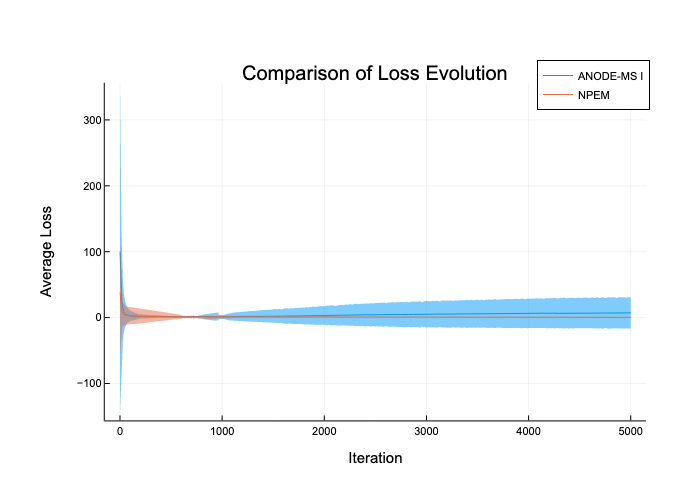 Comparison of Loss Evolution
ANODE-MS I
NPEM
Average Loss
300
200
100
0
−100
0 1000 2000 3000 4000 5000
Iteration